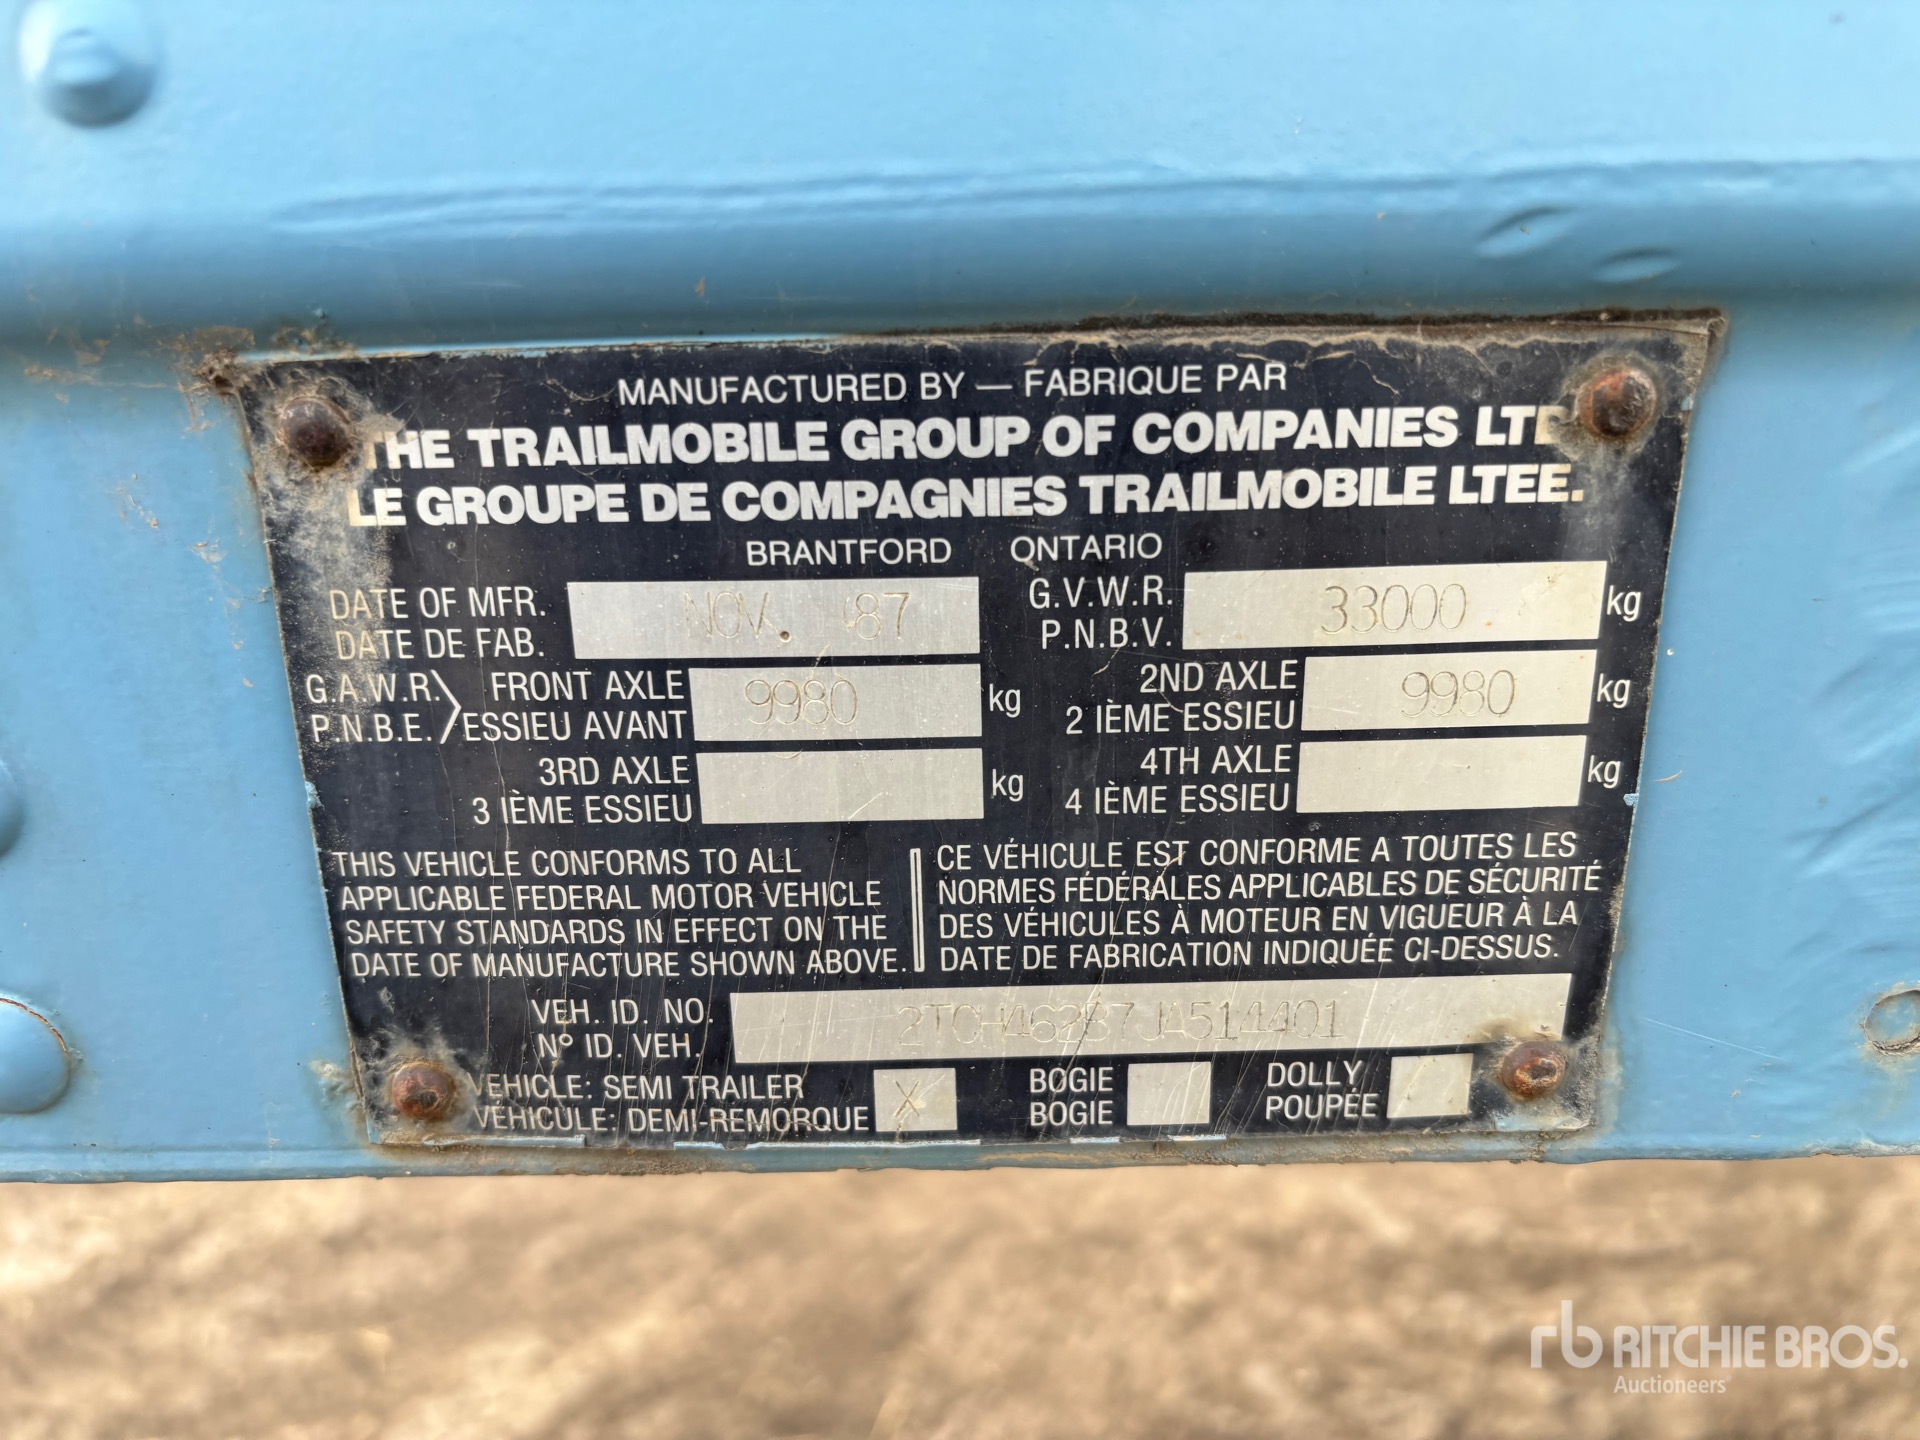 MANUFACTURED BY — FABRIQUE PAR
THE TRAILMOBILE GROUP OF COMPANIES LTD
LE GROUPE DE COMPAGNIES TRAILMOBILE LTEE.
BRANTFORD ONTARIO
DATE OF MFR.
DATE DE FAB.
NOV. '87
G.V.W.R.
P.N.B.V.
33000 kg
G.A.W.R.
P.N.B.E.
FRONT AXLE
ESSIEU AVANT
9980 kg
2ND AXLE
2 IÈME ESSIEU
9980 kg
3RD AXLE
3 IÈME ESSIEU
kg
4TH AXLE
4 IÈME ESSIEU
kg
THIS VEHICLE CONFORMS TO ALL
APPLICABLE FEDERAL MOTOR VEHICLE
SAFETY STANDARDS IN EFFECT ON THE
DATE OF MANUFACTURE SHOWN ABOVE.
CE VÉHICULE EST CONFORME A TOUTES LES
NORMES FÉDÉRALES APPLICABLES DE SÉCURITÉ
DES VÉHICULES À MOTEUR EN VIGUEUR À LA
DATE DE FABRICATION INDIQUÉE CI-DESSUS.
VEH. ID. NO.
Nº ID. VEH.
2TCH462B7JA514401
VEHICLE: SEMI TRAILER
VÉHICULE: DEMI-REMORQUE
X
BOGIE
BOGIE
DOLLY
POUPÉE
rb RITCHIE BROS.
Auctioneers